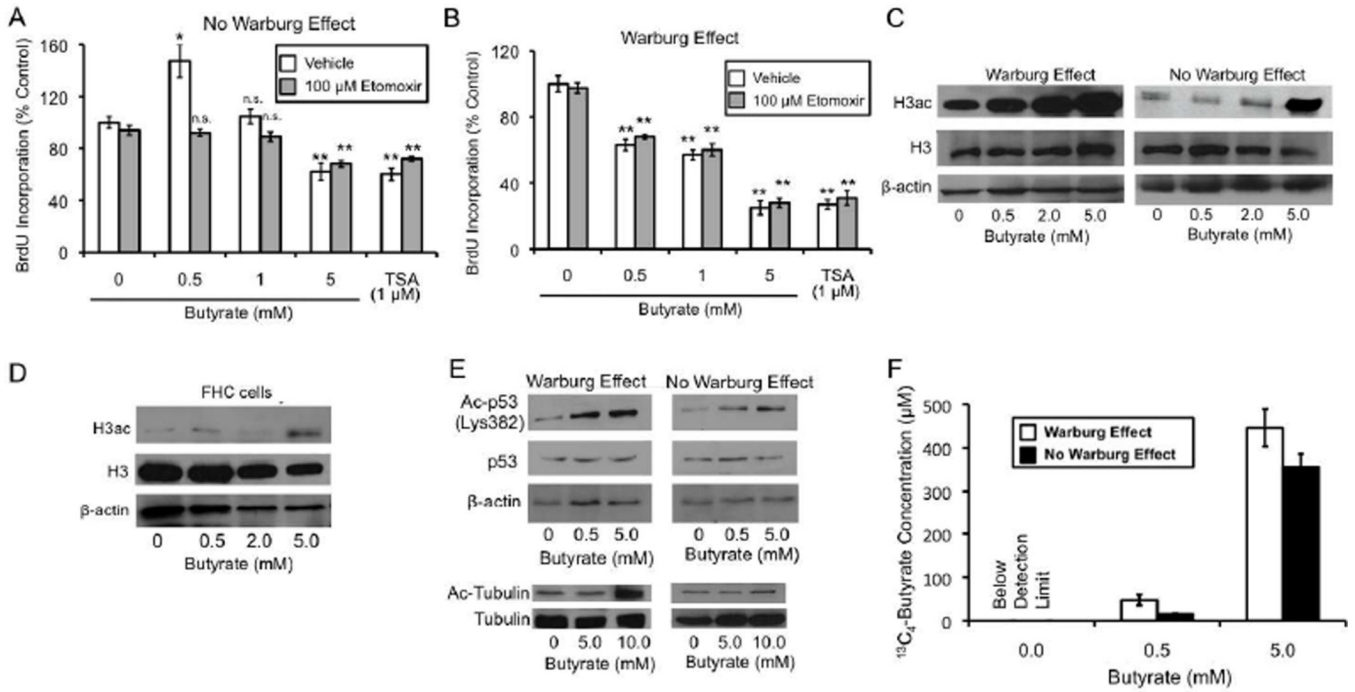 A
No Warburg Effect
BrdU Incorporation (% Control)
160
120
80
40
0
Vehicle
100 µM Etomoxir
*
n.s.
n.s.
n.s.
** **
** **
0 0.5 1 5 TSA
(1 µM)
Butyrate (mM)
B
Warburg Effect
BrdU Incorporation (% Control)
120
80
40
0
Vehicle
100 µM Etomoxir
** **
** **
** **
** **
0 0.5 1 5 TSA
(1 µM)
Butyrate (mM)
C
Warburg Effect No Warburg Effect
H3ac
H3
β-actin
0 0.5 2.0 5.0 0 0.5 2.0 5.0
Butyrate (mM) Butyrate (mM)
D
FHC cells
H3ac
H3
β-actin
0 0.5 2.0 5.0
Butyrate (mM)
E
Warburg Effect No Warburg Effect
Ac-p53
(Lys382)
p53
β-actin
0 0.5 5.0 0 0.5 5.0
Butyrate (mM) Butyrate (mM)
Ac-Tubulin
Tubulin
0 5.0 10.0 0 5.0 10.0
Butyrate (mM) Butyrate (mM)
F
¹³C₄-Butyrate Concentration (µM)
500
400
300
200
100
0
Warburg Effect
No Warburg Effect
Below
Detection
Limit
0.0 0.5 5.0
Butyrate (mM)